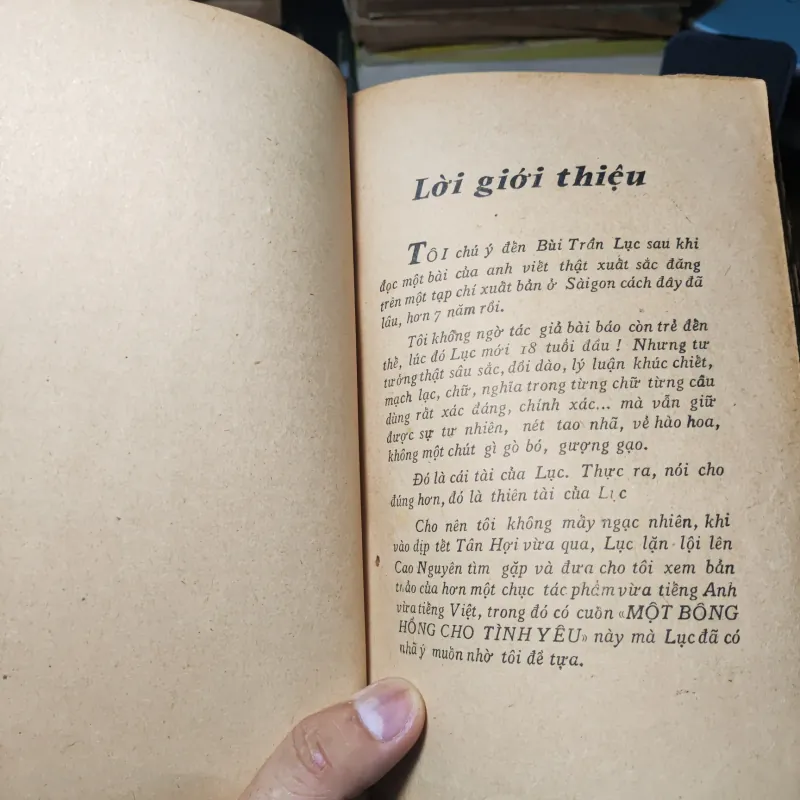 Lời giới thiệu
TÔI chú ý đến Bùi Trần Lục sau khi
đọc một bài của anh viết thật xuất sắc đăng
trên một tạp chí xuất bản ở Sàigon cách đây đã
lâu, hơn 7 năm rồi.
Tôi không ngờ tác giả bài báo còn trẻ đến
thế, lúc đó Lục mới 18 tuổi đầu ! Nhưng tư
tưởng thật sâu sắc, dồi dào, lý luận khúc chiết,
mạch lạc, chữ, nghĩa trong từng chữ từng câu
dùng rất xác đáng, chính xác... mà vẫn giữ
được sự tự nhiên, nét tao nhã, vẻ hào hoa,
không một chút gì gò bó, gượng gạo.
Đó là cái tài của Lục. Thực ra, nói cho
đúng hơn, đó là thiên tài của Lục
Cho nên tôi không mấy ngạc nhiên, khi
vào dịp tết Tân Hợi vừa qua, Lục lặn lội lên
Cao Nguyên tìm gặp và đưa cho tôi xem bản
thảo của hơn một chục tác phẩm vừa tiếng Anh
vừa tiếng Việt, trong đó có cuốn «MỘT BÔNG
HỒNG CHO TÌNH YÊU» này mà Lục đã có
nhã ý muốn nhờ tôi đề tựa.